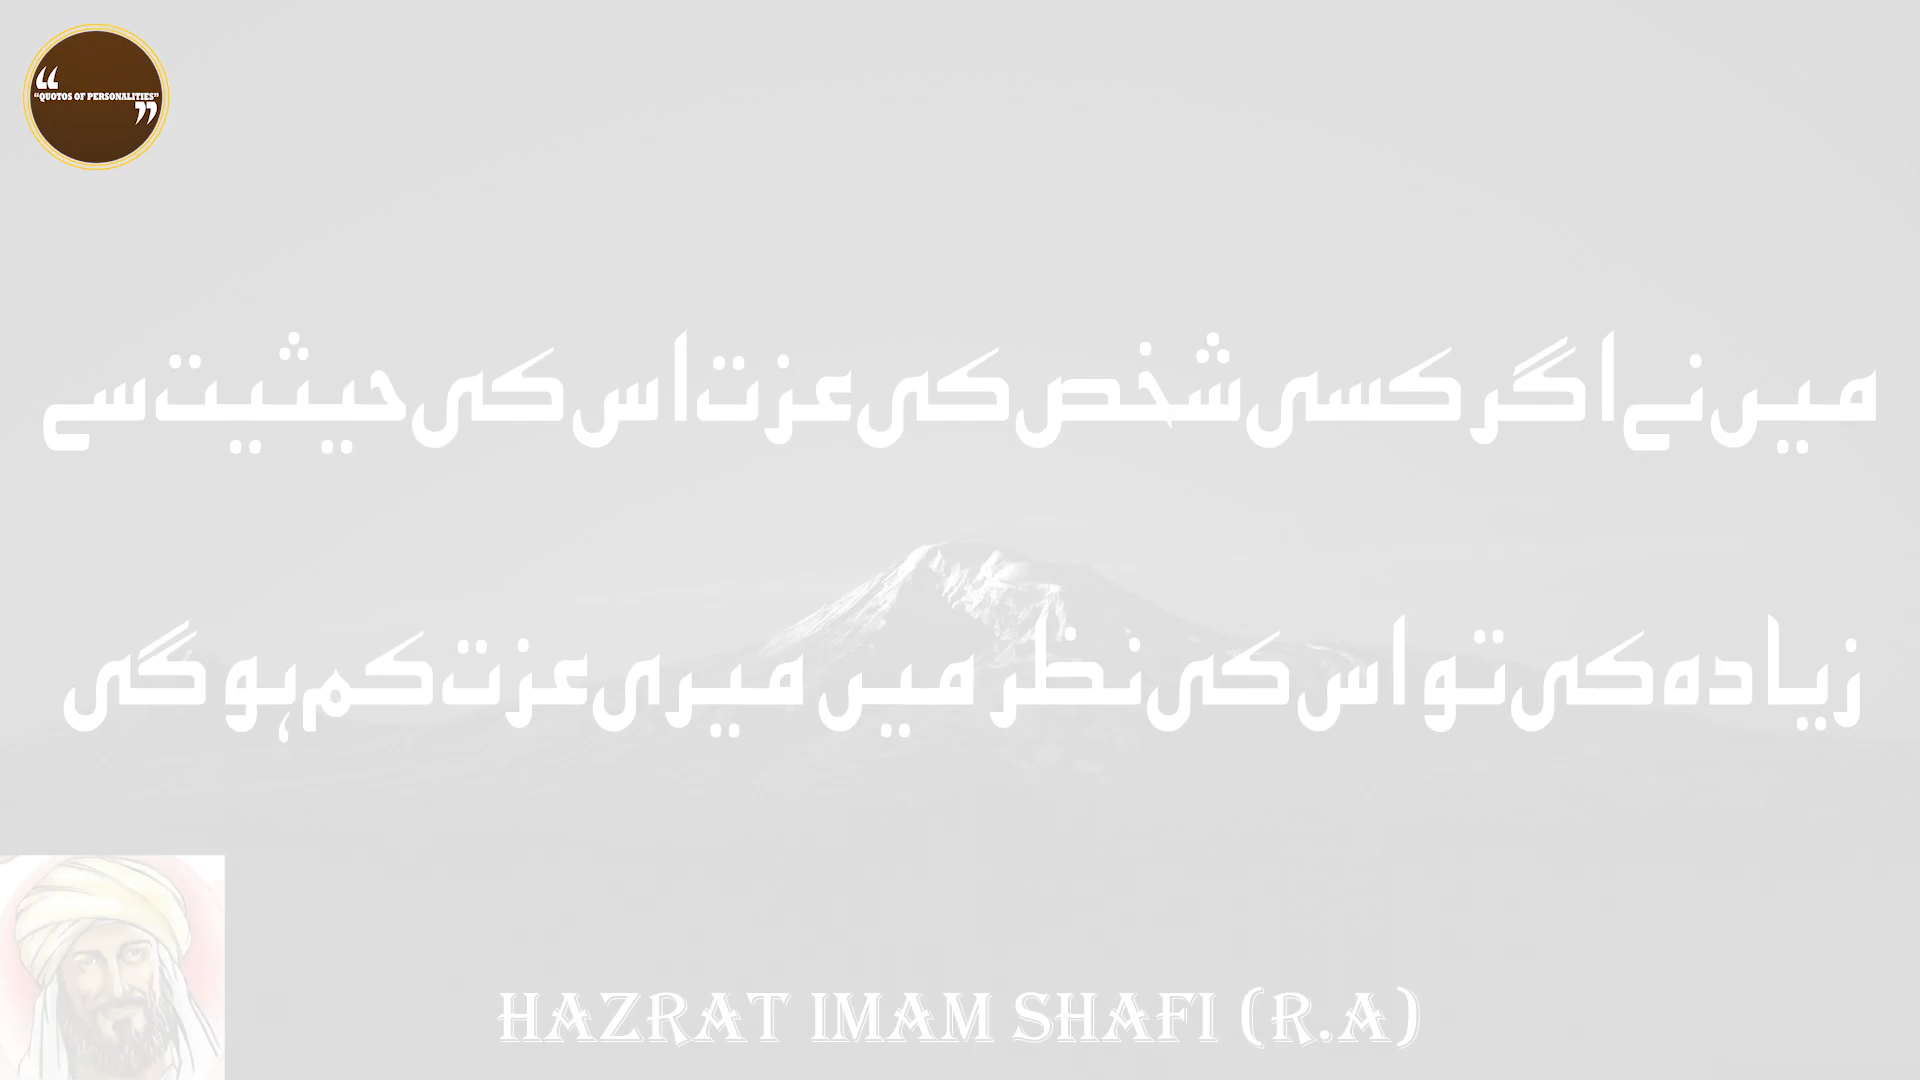 “QUOTOS OF PERSONALITIES”
میں نے اگر کسی شخص کی عزت اس کی حیثیت سے
زیادہ کی تو اس کی نظر میں میری عزت کم ہو گی
HAZRAT IMAM SHAFI (R.A)